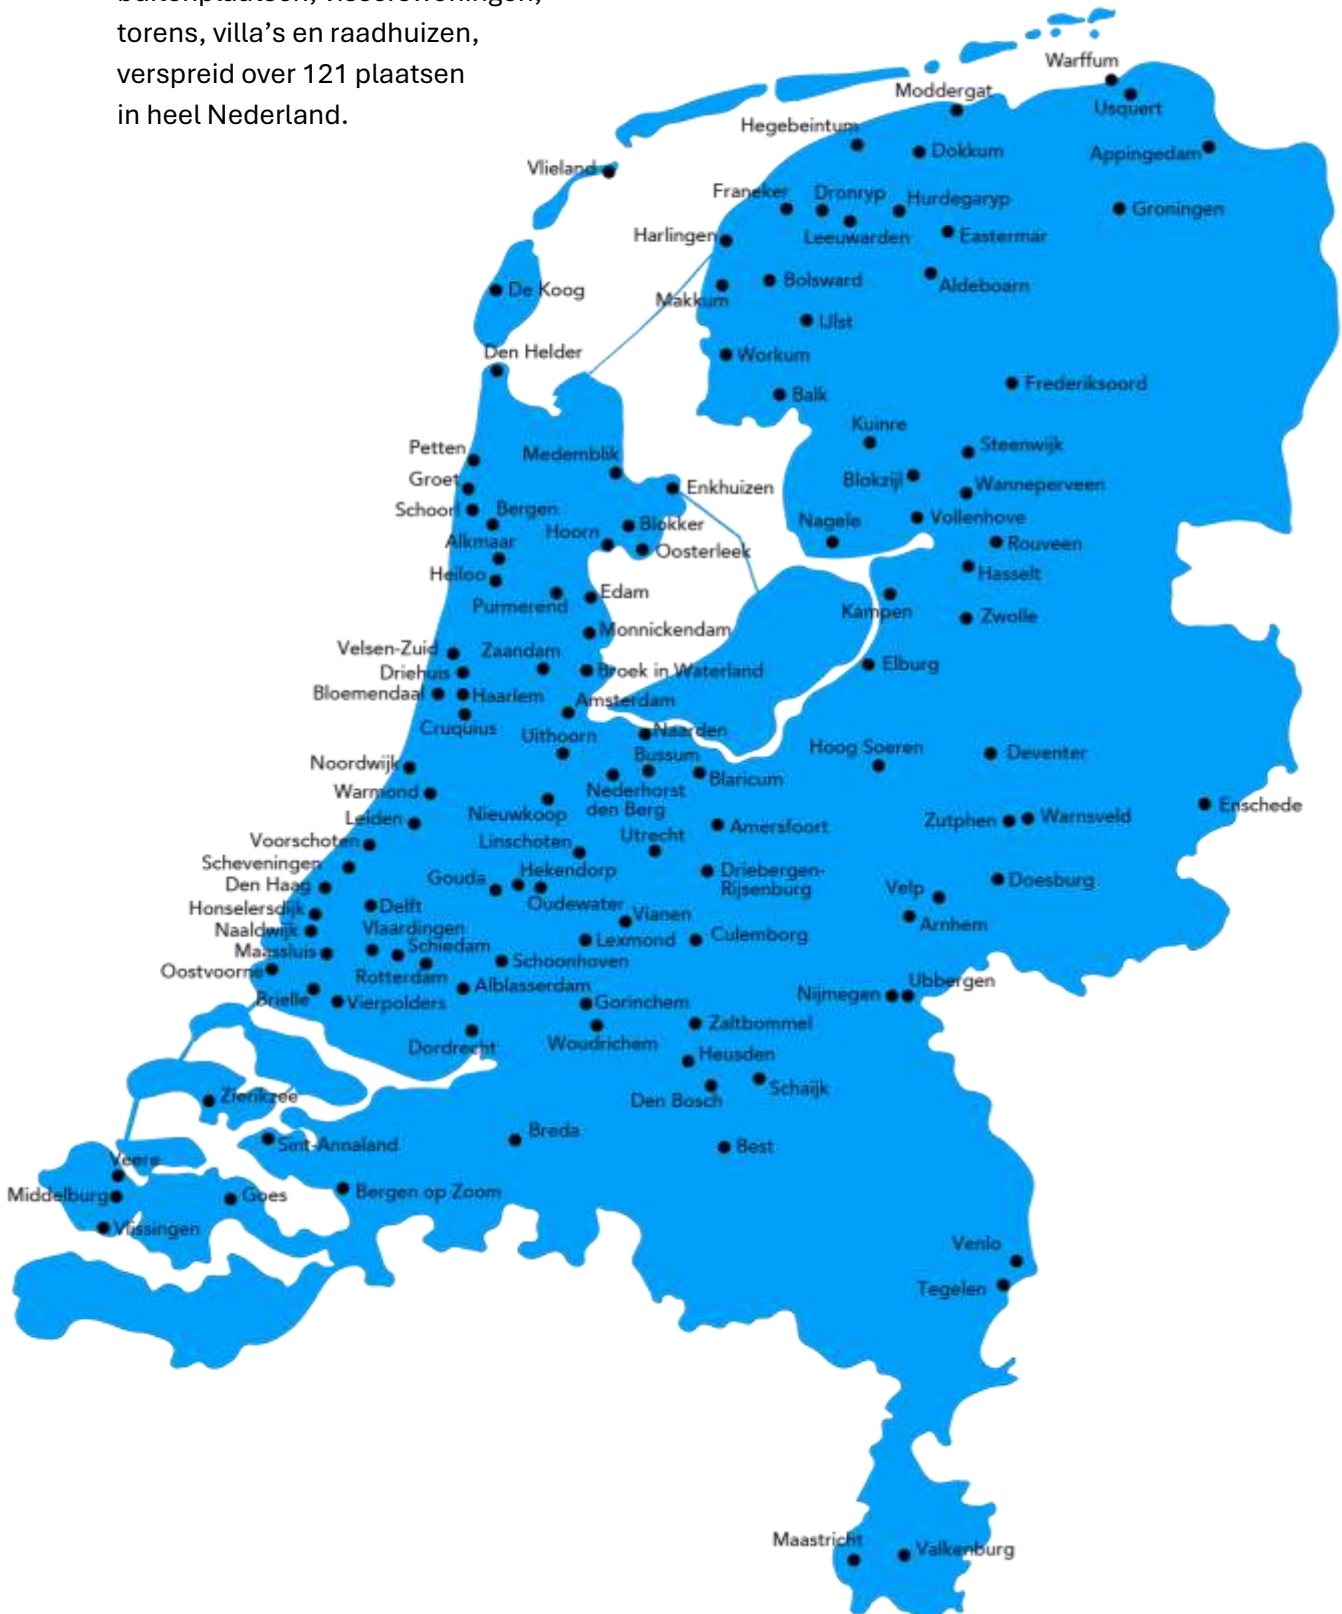 torens, villa's en raadhuizen,
verspreid over 121 plaatsen
in heel Nederland.
Warffum
Moddergat
Usquert
Hegebeintum
Dokkum
Appingedam
Vlieland
Franeker
Dronryp
Hurdegaryp
Groningen
Harlingen
Leeuwarden
Eastermar
De Koog
Bolsward
Aldeboarn
Makkum
IJlst
Den Helder
Workum
Frederiksoord
Balk
Kuinre
Petten
Medemblik
Steenwijk
Groet
Enkhuizen
Blokzijl
Wanneperveen
Schoorl
Bergen
Hoorn
Blokker
Nagele
Vollenhove
Alkmaar
Oosterleek
Rouveen
Heiloo
Hasselt
Purmerend
Edam
Kampen
Zwolle
Monnickendam
Velsen-Zuid
Zaandam
Driehuis
Broek in Waterland
Elburg
Bloemendaal
Haarlem
Amsterdam
Cruquius
Uithoorn
Naarden
Hoog Soeren
Deventer
Noordwijk
Bussum
Blaricum
Warmond
Nederhorst
den Berg
Enschede
Leiden
Nieuwkoop
Amersfoort
Zutphen
Warnsveld
Voorschoten
Linschoten
Utrecht
Scheveningen
Hekendorp
Driebergen-
Rijsenburg
Den Haag
Gouda
Velp
Doesburg
Honselersdijk
Delft
Oudewater
Vianen
Arnhem
Naaldwijk
Vlaardingen
Lexmond
Culemborg
Maassluis
Schiedam
Schoonhoven
Oostvoorne
Rotterdam
Alblasserdam
Ubbergen
Brielle
Vierpolders
Gorinchem
Nijmegen
Zaltbommel
Dordrecht
Woudrichem
Heusden
Zierikzee
Den Bosch
Schaijk
Sint-Annaland
Breda
Best
Veere
Middelburg
Goes
Bergen op Zoom
Vlissingen
Venlo
Tegelen
Maastricht
Valkenburg